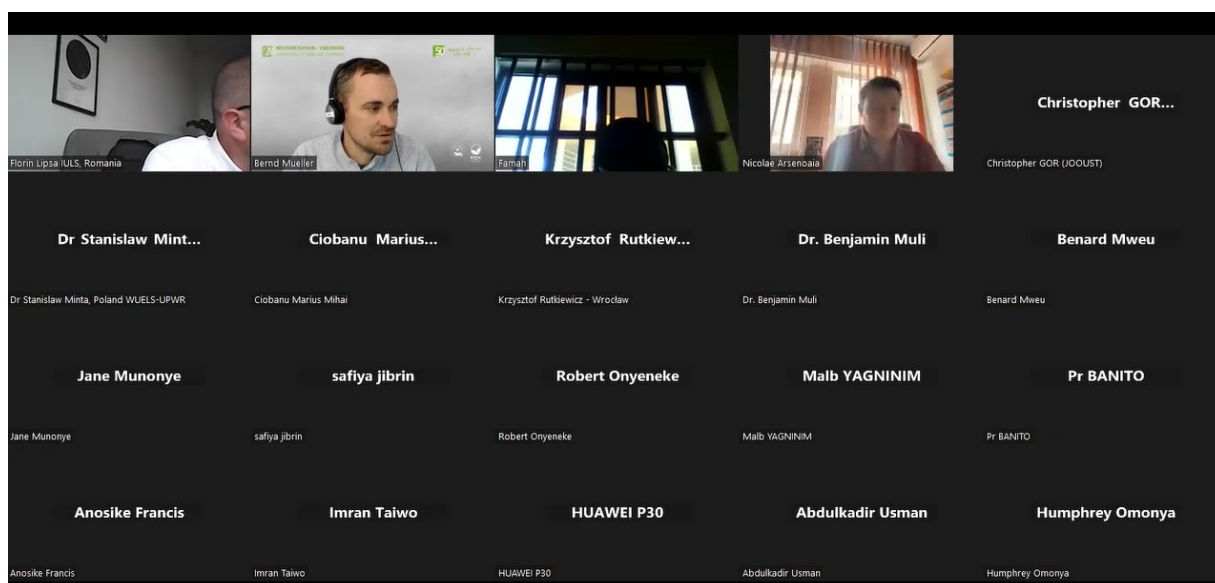 WEIHENSTEPHAN · TRIESDORF
50
Florin Lipsa IULS, Romania
Bernd Mueller
Famah
Nicolae Arsenoaia
Christopher GOR...
Christopher GOR (JOOUST)
Dr Stanislaw Mint...
Ciobanu Marius...
Krzysztof Rutkiew...
Dr. Benjamin Muli
Benard Mweu
Dr Stanislaw Minta, Poland WUELS-UPWR
Ciobanu Marius Mihai
Krzysztof Rutkiewicz - Wrocław
Dr. Benjamin Muli
Benard Mweu
Jane Munonye
safiya jibrin
Robert Onyeneke
Malb YAGNINIM
Pr BANITO
Jane Munonye
safiya jibrin
Robert Onyeneke
Malb YAGNINIM
Pr BANITO
Anosike Francis
Imran Taiwo
HUAWEI P30
Abdulkadir Usman
Humphrey Omonya
Anosike Francis
Imran Taiwo
HUAWEI P30
Abdulkadir Usman
Humphrey Omonya